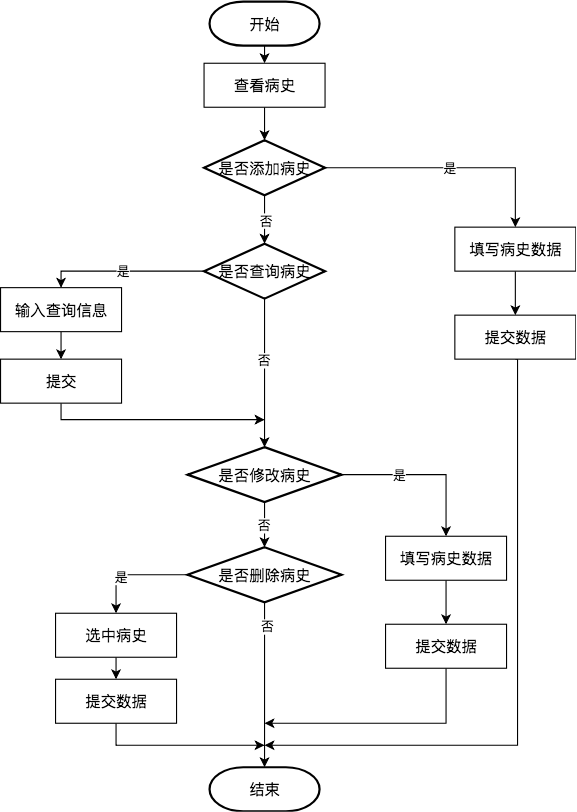 开始
查看病史
是否添加病史
是
否
填写病史数据
是否查询病史
是
输入查询信息
提交数据
否
提交
是否修改病史
是
否
填写病史数据
是否删除病史
是
否
选中病史
提交数据
提交数据
结束